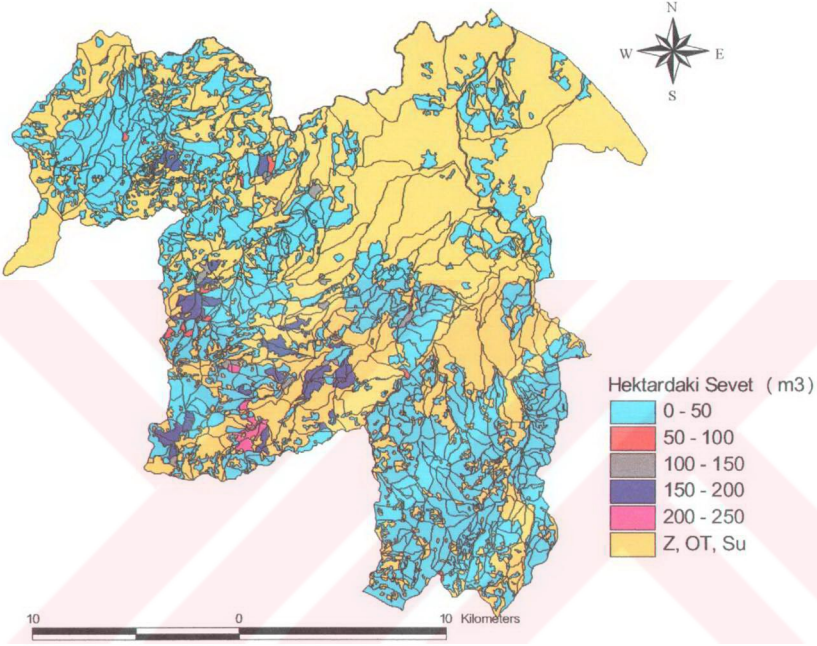 N
W E
S
Hektardaki Sevet ( m3 )
0 - 50
50 - 100
100 - 150
150 - 200
200 - 250
Z, OT, Su
10 0 10 Kilometers